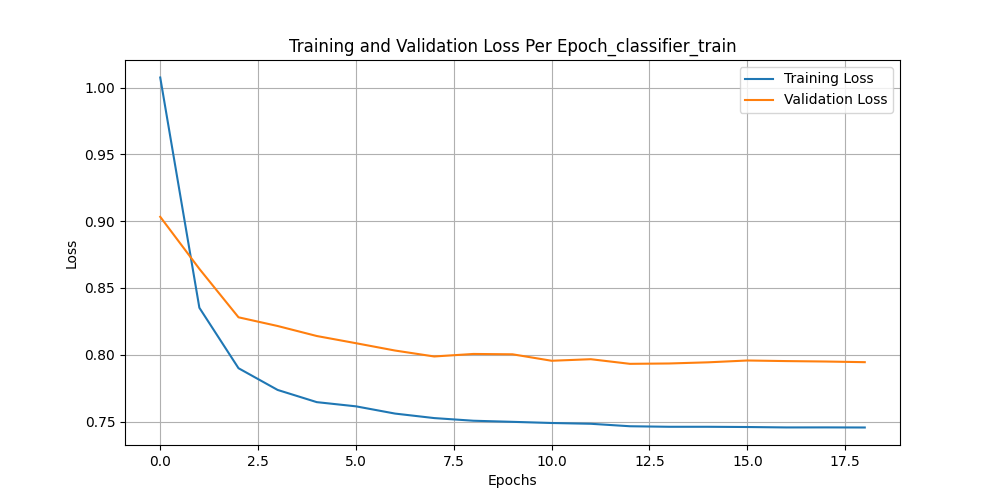 Training and Validation Loss Per Epoch_classifier_train
Training Loss
Validation Loss
1.00
0.95
0.90
0.85
0.80
0.75
Loss
0.0 2.5 5.0 7.5 10.0 12.5 15.0 17.5
Epochs